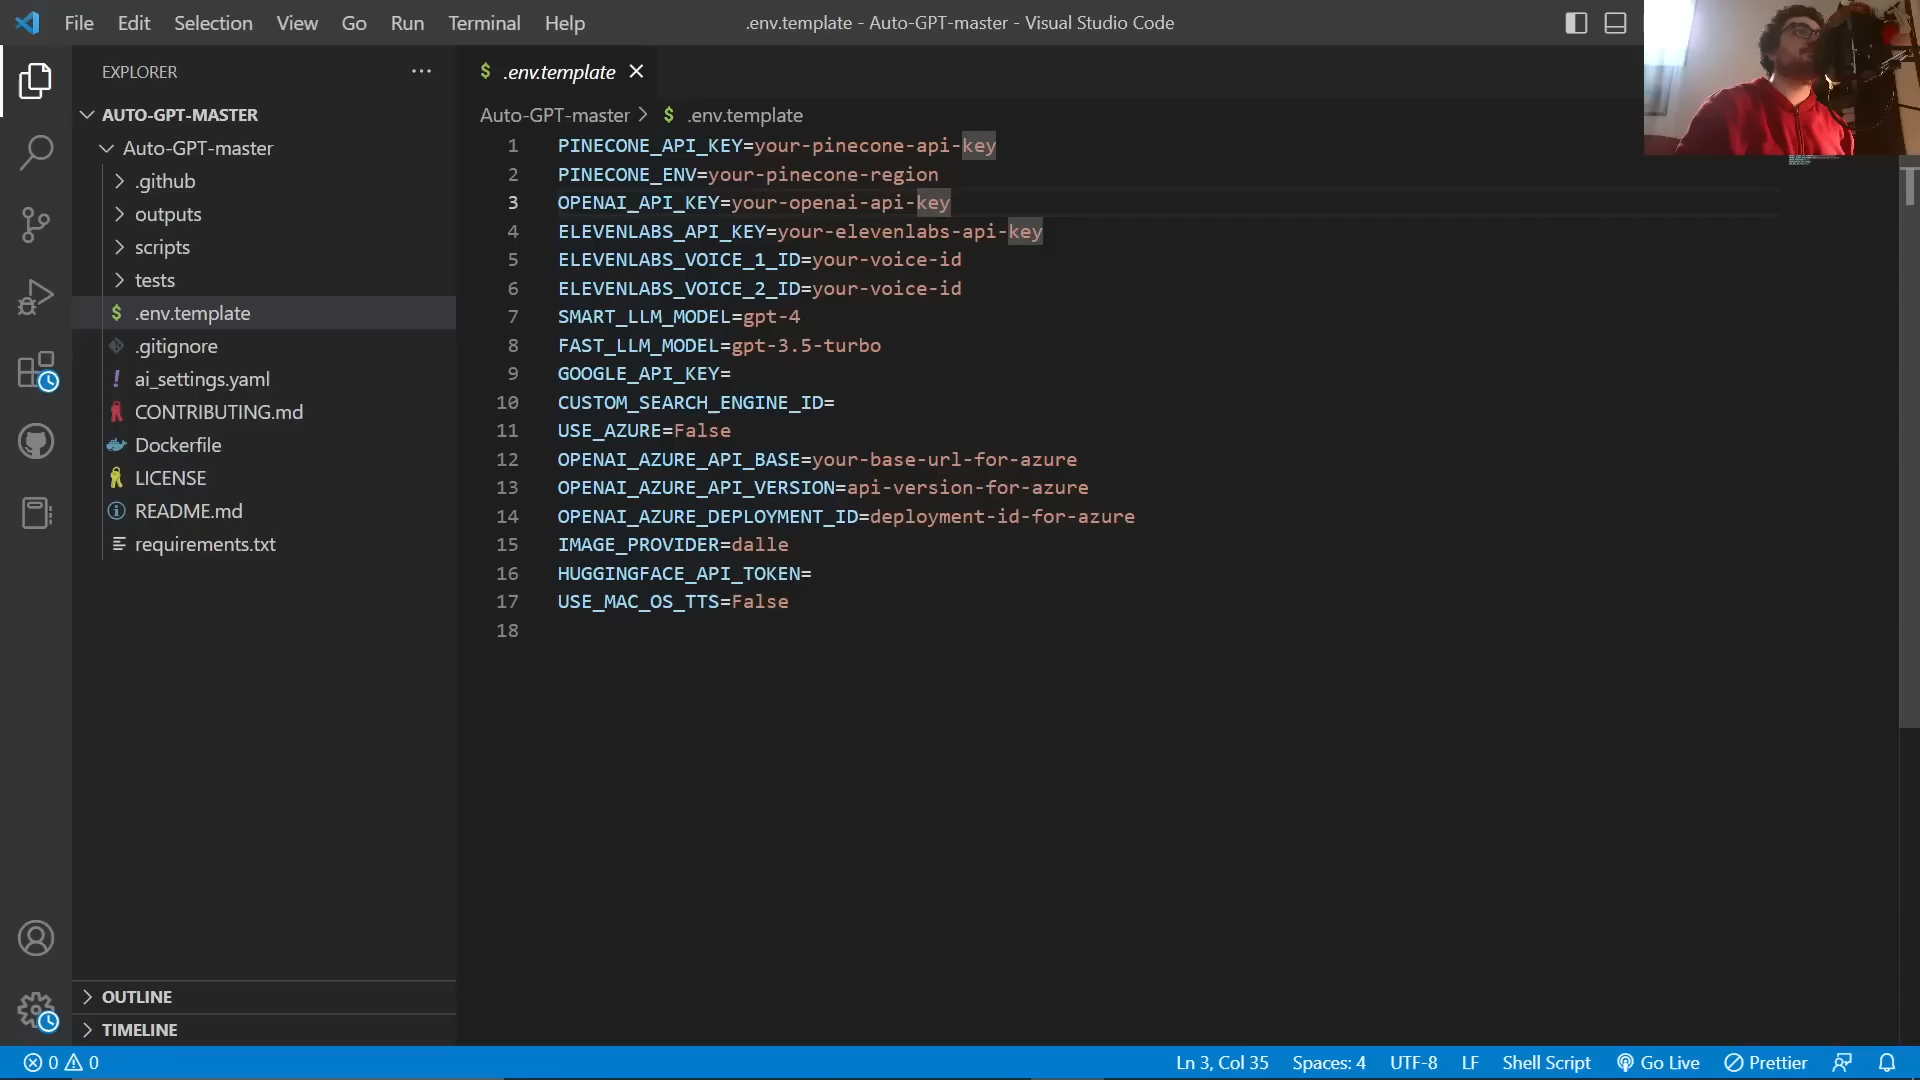 File Edit Selection View Go Run Terminal Help
.env.template - Auto-GPT-master - Visual Studio Code
EXPLORER
AUTO-GPT-MASTER
Auto-GPT-master
.github
outputs
scripts
tests
$ .env.template
.gitignore
! ai_settings.yaml
CONTRIBUTING.md
Dockerfile
LICENSE
README.md
requirements.txt
OUTLINE
TIMELINE
$ .env.template
Auto-GPT-master > $ .env.template
1 PINECONE_API_KEY=your-pinecone-api-key
2 PINECONE_ENV=your-pinecone-region
3 OPENAI_API_KEY=your-openai-api-key
4 ELEVENLABS_API_KEY=your-elevenlabs-api-key
5 ELEVENLABS_VOICE_1_ID=your-voice-id
6 ELEVENLABS_VOICE_2_ID=your-voice-id
7 SMART_LLM_MODEL=gpt-4
8 FAST_LLM_MODEL=gpt-3.5-turbo
9 GOOGLE_API_KEY=
10 CUSTOM_SEARCH_ENGINE_ID=
11 USE_AZURE=False
12 OPENAI_AZURE_API_BASE=your-base-url-for-azure
13 OPENAI_AZURE_API_VERSION=api-version-for-azure
14 OPENAI_AZURE_DEPLOYMENT_ID=deployment-id-for-azure
15 IMAGE_PROVIDER=dalle
16 HUGGINGFACE_API_TOKEN=
17 USE_MAC_OS_TTS=False
18
0 0
Ln 3, Col 35 Spaces: 4 UTF-8 LF Shell Script Go Live Prettier